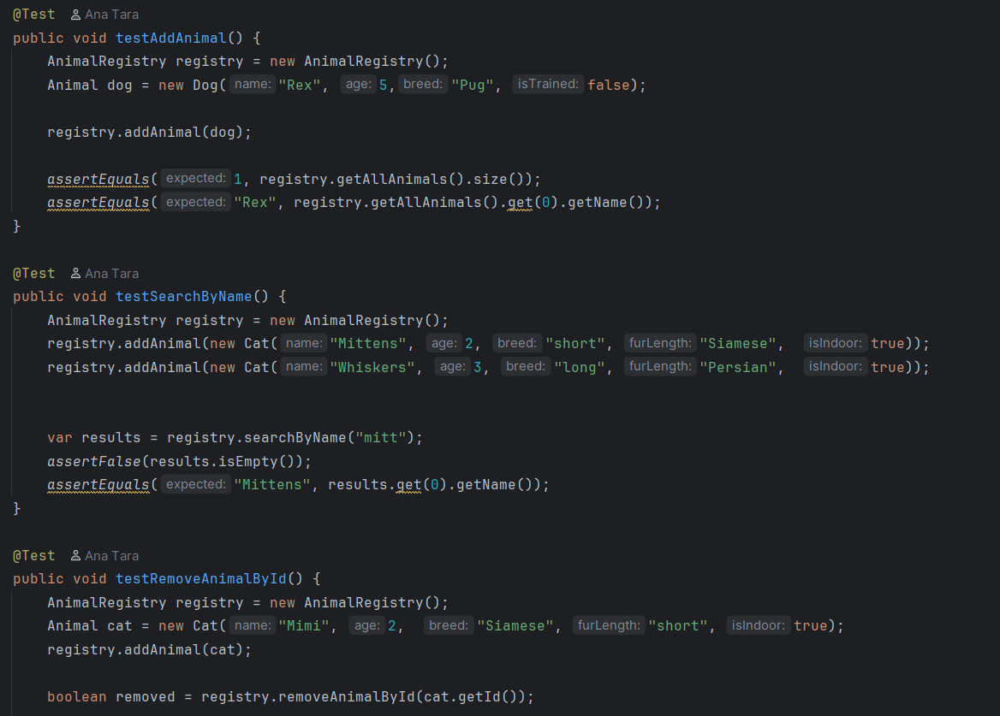 @Test Ana Tara
public void testAddAnimal() {
AnimalRegistry registry = new AnimalRegistry();
Animal dog = new Dog( name: "Rex", age: 5, breed: "Pug", isTrained: false);
registry.addAnimal(dog);
assertEquals( expected: 1, registry.getAllAnimals().size());
assertEquals( expected: "Rex", registry.getAllAnimals().get(0).getName());
}
@Test Ana Tara
public void testSearchByName() {
AnimalRegistry registry = new AnimalRegistry();
registry.addAnimal(new Cat( name: "Mittens", age: 2, breed: "short", furLength: "Siamese", isIndoor: true));
registry.addAnimal(new Cat( name: "Whiskers", age: 3, breed: "long", furLength: "Persian", isIndoor: true));
var results = registry.searchByName("mitt");
assertFalse(results.isEmpty());
assertEquals( expected: "Mittens", results.get(0).getName());
}
@Test Ana Tara
public void testRemoveAnimalById() {
AnimalRegistry registry = new AnimalRegistry();
Animal cat = new Cat( name: "Mimi", age: 2, breed: "Siamese", furLength: "short", isIndoor: true);
registry.addAnimal(cat);
boolean removed = registry.removeAnimalById(cat.getId());